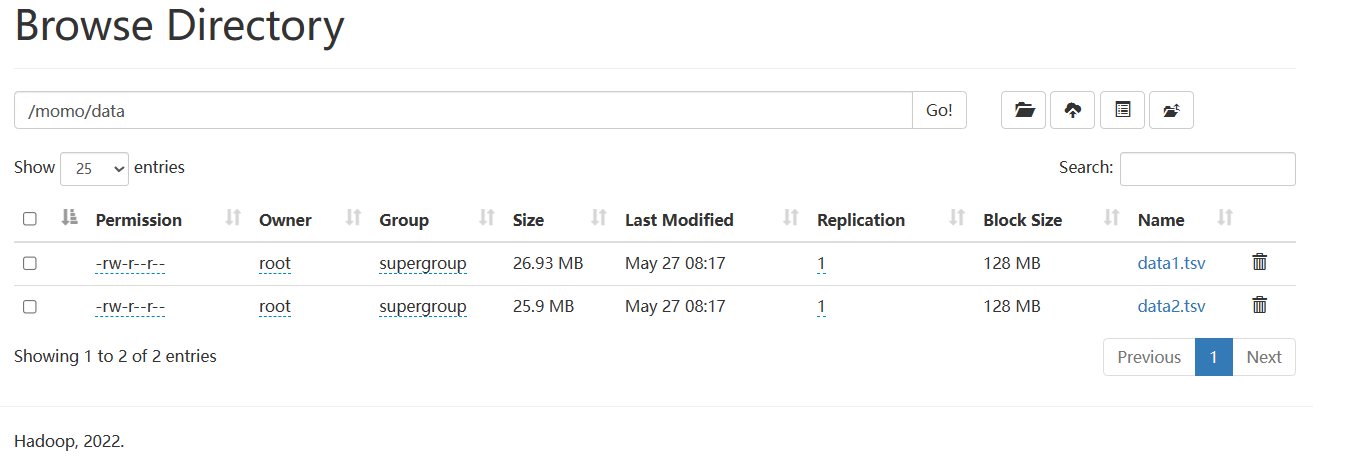 Browse Directory
/momo/data Go!
Show 25 entries Search:
Permission Owner Group Size Last Modified Replication Block Size Name
-rw-r--r-- root supergroup 26.93 MB May 27 08:17 1 128 MB data1.tsv
-rw-r--r-- root supergroup 25.9 MB May 27 08:17 1 128 MB data2.tsv
Showing 1 to 2 of 2 entries Previous 1 Next
Hadoop, 2022.